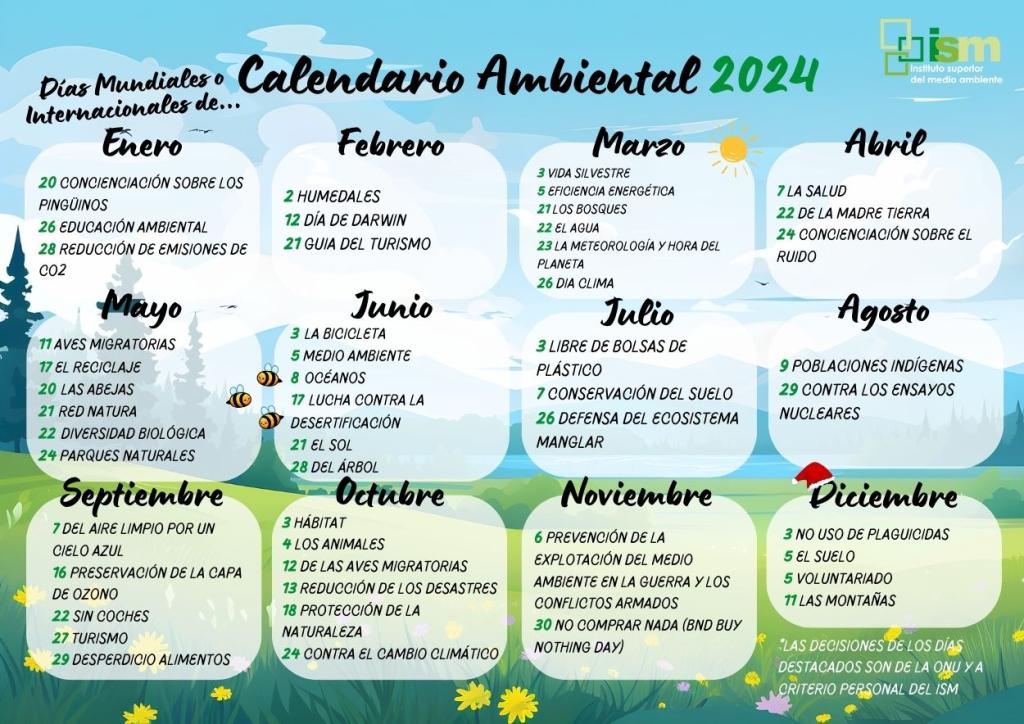 Días Mundiales o
Internacionales de...
Calendario Ambiental 2024
ism
instituto superior
del medio ambiente
Enero
20 CONCIENCIACIÓN SOBRE LOS
PINGÜINOS
26 EDUCACIÓN AMBIENTAL
28 REDUCCIÓN DE EMISIONES DE
CO2
Febrero
2 HUMEDALES
12 DÍA DE DARWIN
21 GUIA DEL TURISMO
Marzo
3 VIDA SILVESTRE
5 EFICIENCIA ENERGÉTICA
21 LOS BOSQUES
22 EL AGUA
23 LA METEOROLOGÍA Y HORA DEL
PLANETA
26 DIA CLIMA
Abril
7 LA SALUD
22 DE LA MADRE TIERRA
24 CONCIENCIACIÓN SOBRE EL
RUIDO
Mayo
11 AVES MIGRATORIAS
17 EL RECICLAJE
20 LAS ABEJAS
21 RED NATURA
22 DIVERSIDAD BIOLÓGICA
24 PARQUES NATURALES
Junio
3 LA BICICLETA
5 MEDIO AMBIENTE
8 OCÉANOS
17 LUCHA CONTRA LA
DESERTIFICACIÓN
21 EL SOL
28 DEL ÁRBOL
Julio
3 LIBRE DE BOLSAS DE
PLÁSTICO
7 CONSERVACIÓN DEL SUELO
26 DEFENSA DEL ECOSISTEMA
MANGLAR
Agosto
9 POBLACIONES INDÍGENAS
29 CONTRA LOS ENSAYOS
NUCLEARES
Septiembre
7 DEL AIRE LIMPIO POR UN
CIELO AZUL
16 PRESERVACIÓN DE LA CAPA
DE OZONO
22 SIN COCHES
27 TURISMO
29 DESPERDICIO ALIMENTOS
Octubre
3 HÁBITAT
4 LOS ANIMALES
12 DE LAS AVES MIGRATORIAS
13 REDUCCIÓN DE LOS DESASTRES
18 PROTECCIÓN DE LA
NATURALEZA
24 CONTRA EL CAMBIO CLIMÁTICO
Noviembre
6 PREVENCIÓN DE LA
EXPLOTACIÓN DEL MEDIO
AMBIENTE EN LA GUERRA Y LOS
CONFLICTOS ARMADOS
30 NO COMPRAR NADA (BND BUY
NOTHING DAY)
Diciembre
3 NO USO DE PLAGUICIDAS
5 EL SUELO
5 VOLUNTARIADO
11 LAS MONTAÑAS
*LAS DECISIONES DE LOS DÍAS
DESTACADOS SON DE LA ONU Y A
CRITERIO PERSONAL DEL ISM